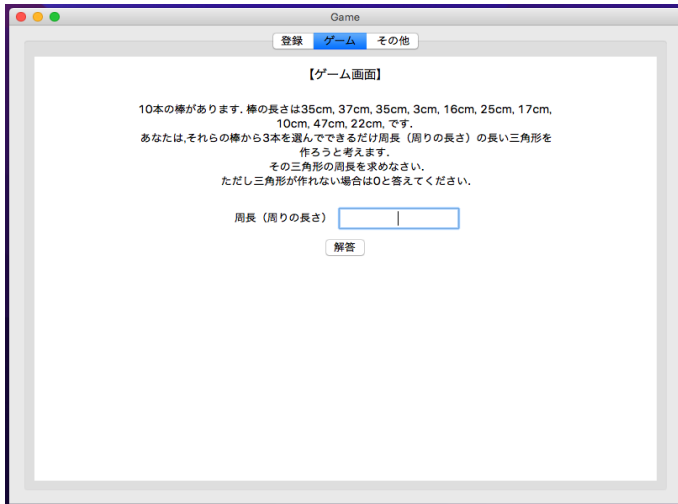 Game
登録 ゲーム その他
【ゲーム画面】
10本の棒があります. 棒の長さは35cm, 37cm, 35cm, 3cm, 16cm, 25cm, 17cm,
10cm, 47cm, 22cm, です.
あなたは,それらの棒から3本を選んでできるだけ周長（周りの長さ）の長い三角形を
作ろうと考えます.
その三角形の周長を求めなさい.
ただし三角形が作れない場合は0と答えてください.
周長（周りの長さ）
解答